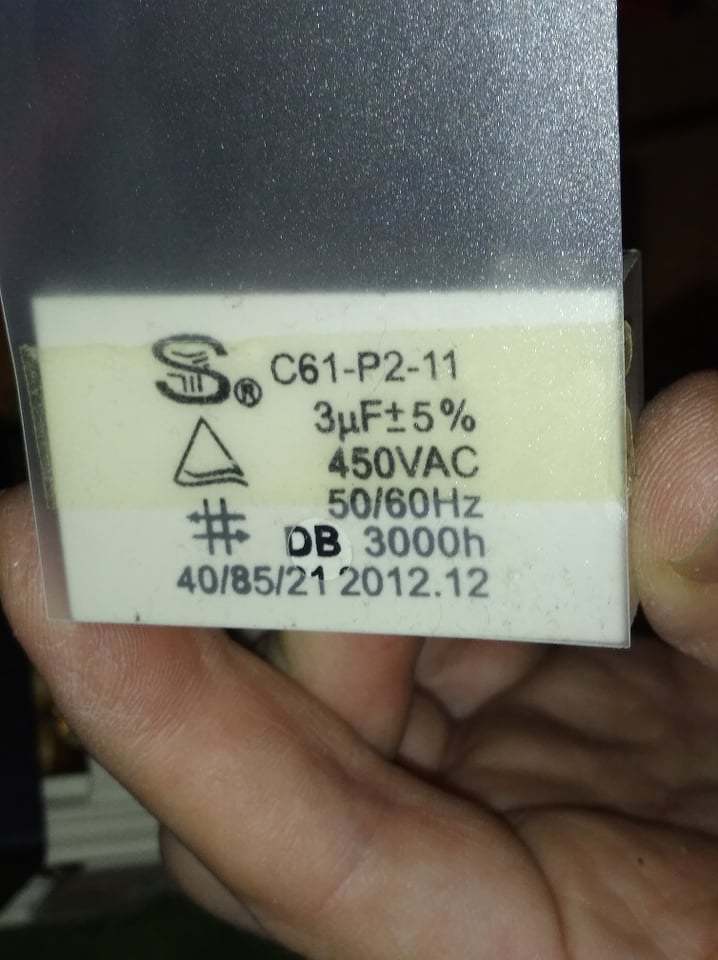 S® C61-P2-11
3μF±5%
450VAC
50/60Hz
DB 3000h
40/85/21 2012.12